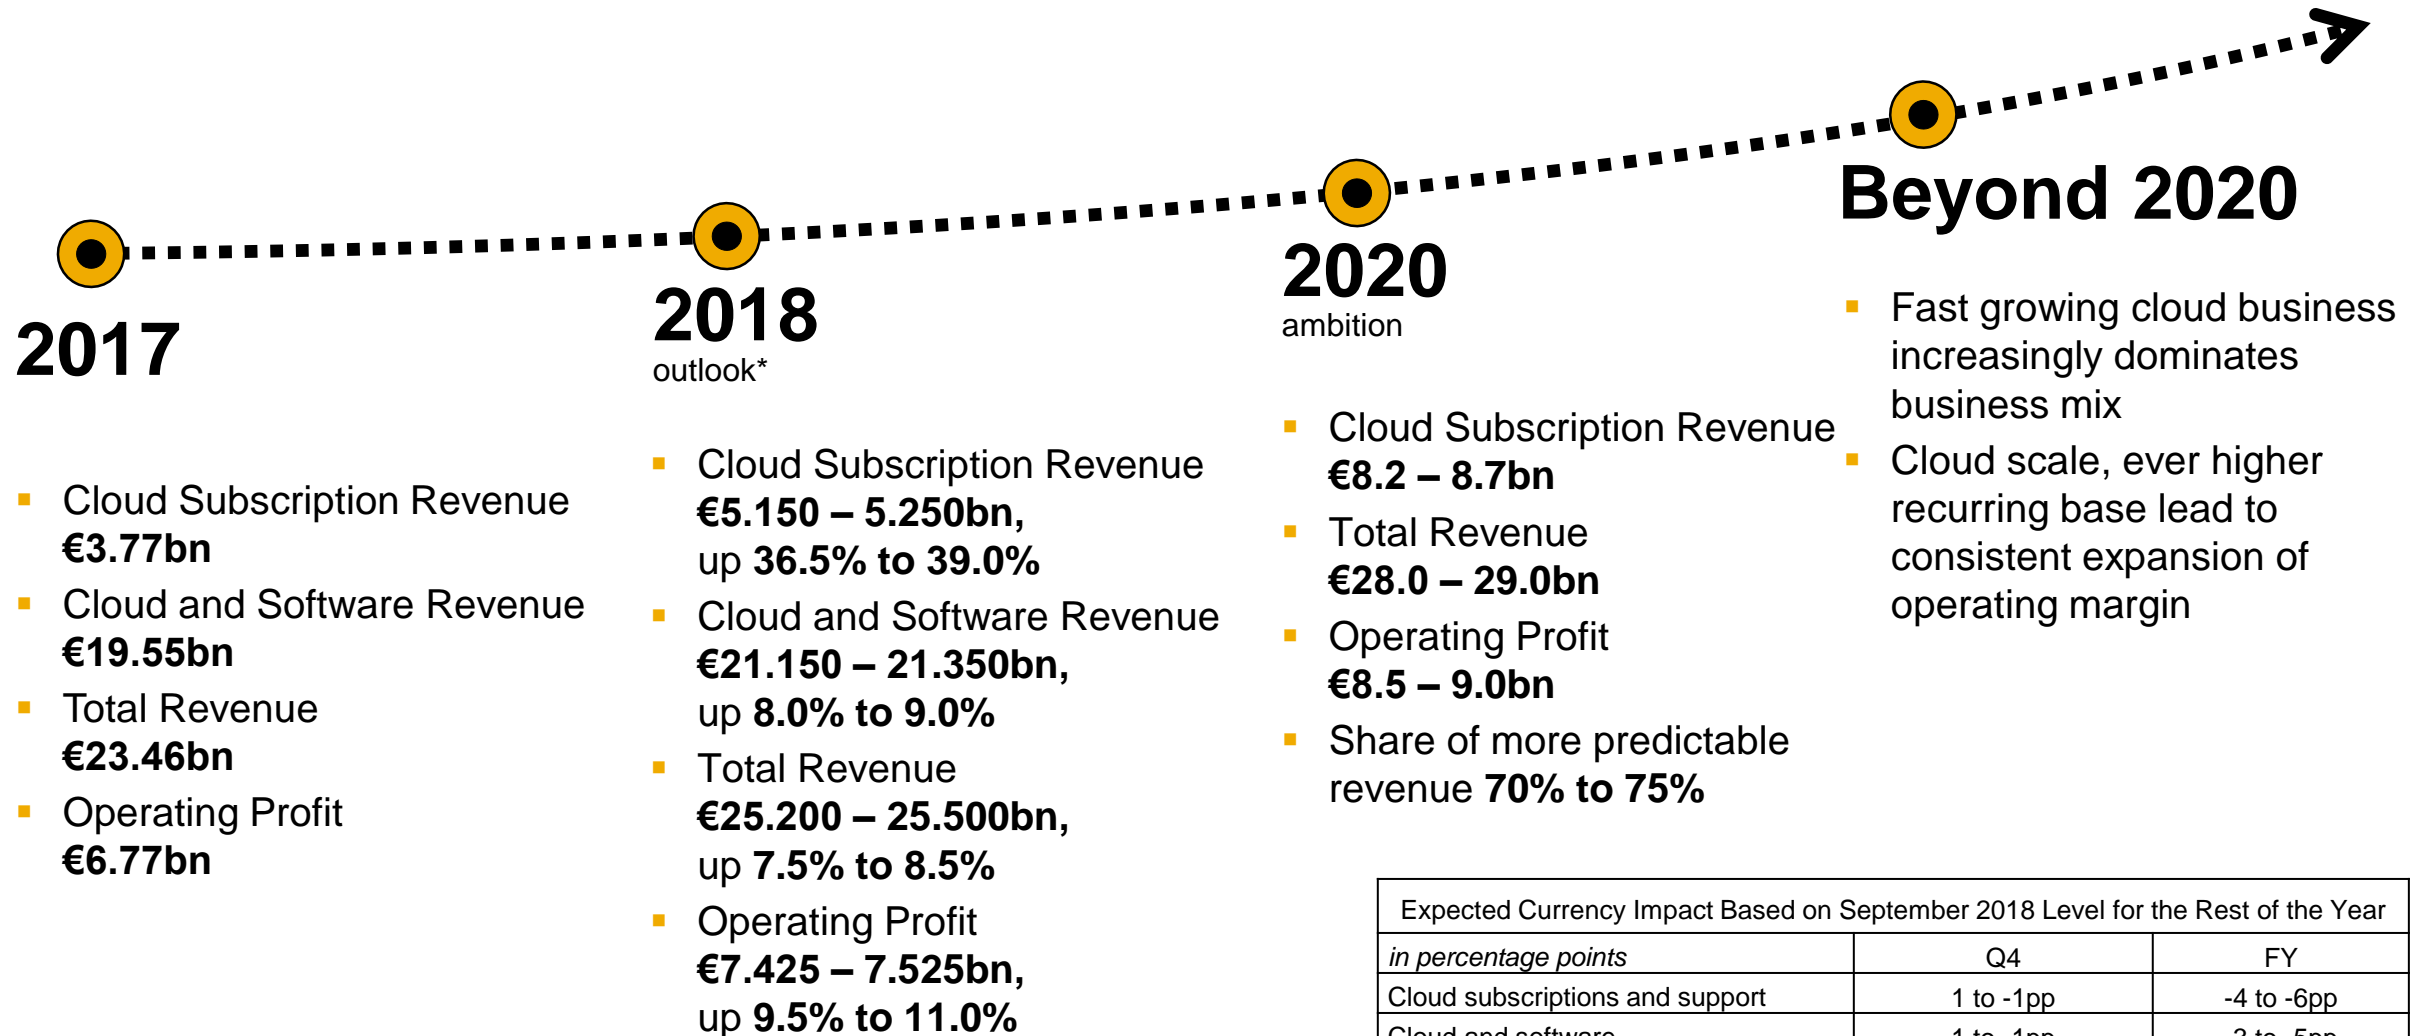 2017
▪ Cloud Subscription Revenue
€3.77bn
▪ Cloud and Software Revenue
€19.55bn
▪ Total Revenue
€23.46bn
▪ Operating Profit
€6.77bn
2018
outlook*
▪ Cloud Subscription Revenue
€5.150 – 5.250bn,
up 36.5% to 39.0%
▪ Cloud and Software Revenue
€21.150 – 21.350bn,
up 8.0% to 9.0%
▪ Total Revenue
€25.200 – 25.500bn,
up 7.5% to 8.5%
▪ Operating Profit
€7.425 – 7.525bn,
up 9.5% to 11.0%
2020
ambition
▪ Cloud Subscription Revenue
€8.2 – 8.7bn
▪ Total Revenue
€28.0 – 29.0bn
▪ Operating Profit
€8.5 – 9.0bn
▪ Share of more predictable
revenue 70% to 75%
Beyond 2020
▪ Fast growing cloud business
increasingly dominates
business mix
▪ Cloud scale, ever higher
recurring base lead to
consistent expansion of
operating margin
Expected Currency Impact Based on September 2018 Level for the Rest of the Year
in percentage points Q4 FY
Cloud subscriptions and support 1 to -1pp -4 to -6pp
Cloud and software 1 to -1pp